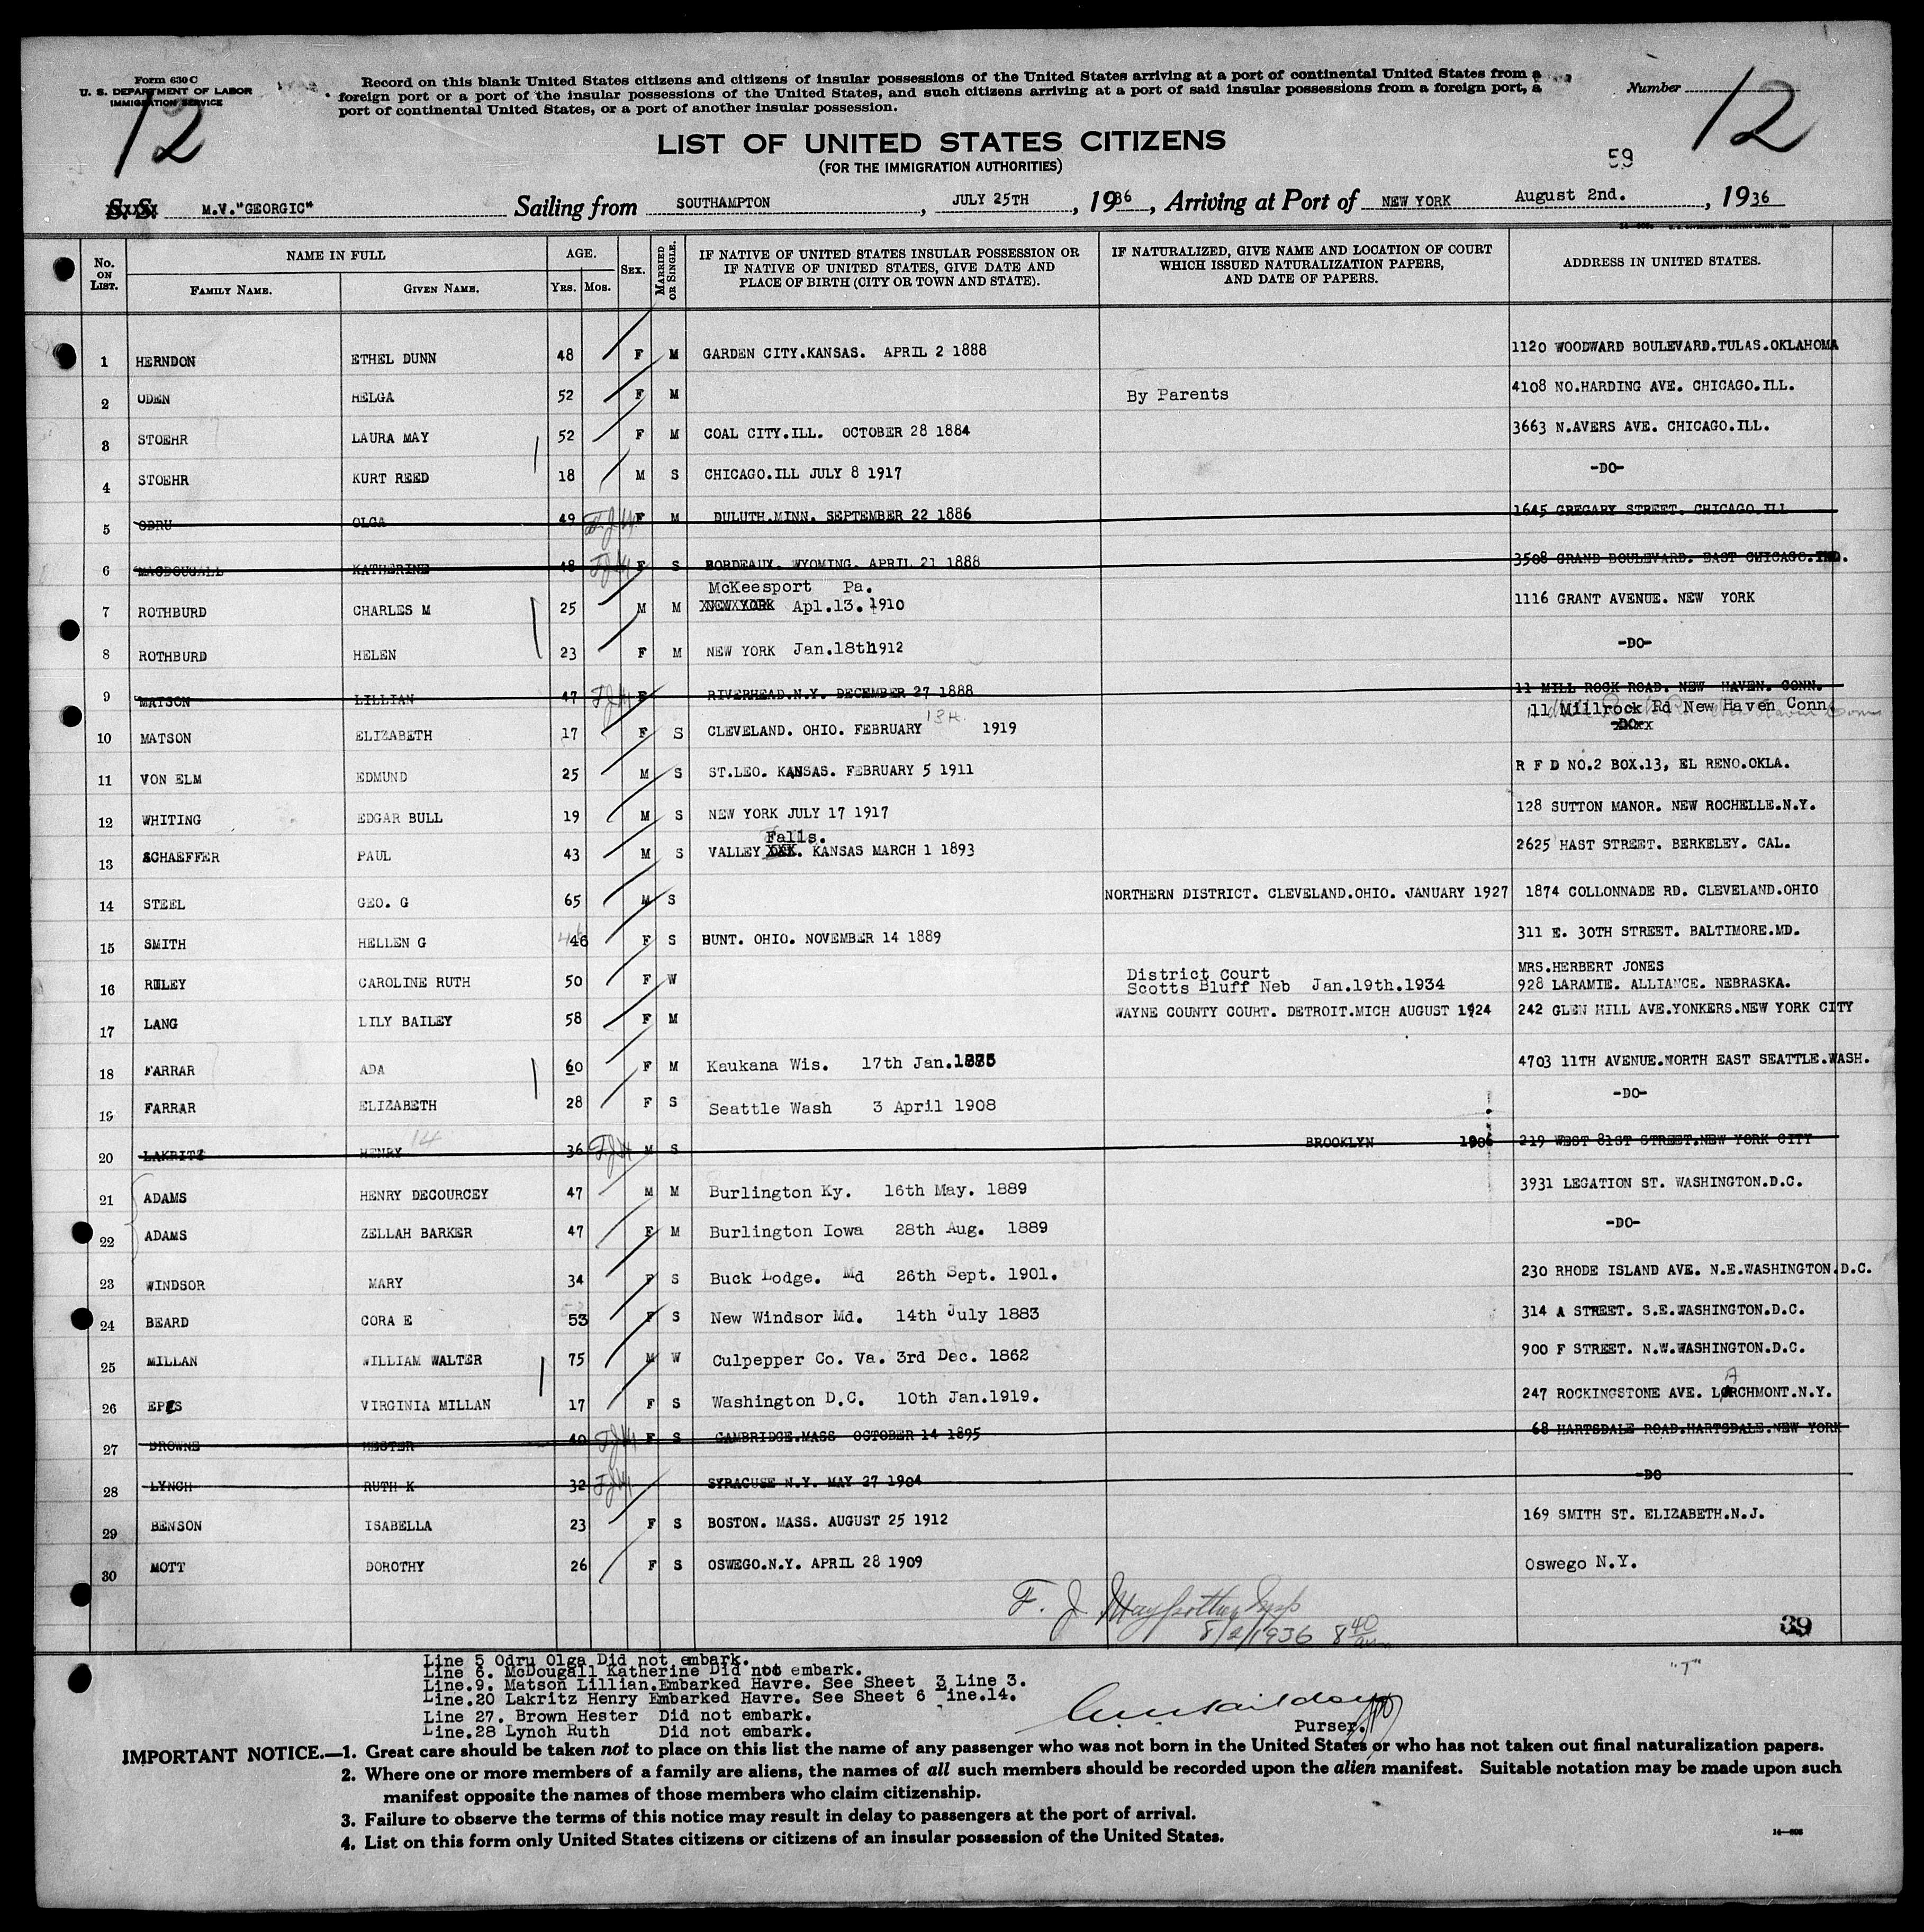 Form 630 C
U. S. DEPARTMENT OF LABOR
IMMIGRATION SERVICE
12
Record on this blank United States citizens and citizens of insular possessions of the United States arriving at a port of continental United States from a
foreign port or a port of the insular possessions of the United States, and such citizens arriving at a port of said insular possessions from a foreign port, a
port of continental United States, or a port of another insular possession.
Number
12
LIST OF UNITED STATES CITIZENS
(FOR THE IMMIGRATION AUTHORITIES)
59
S. S. M.V."GEORGIC" Sailing from SOUTHAMPTON, JULY 25TH, 1936, Arriving at Port of NEW YORK August 2nd., 1936
No. ON LIST. NAME IN FULL FAMILY NAME. GIVEN NAME. AGE. YRS. MOS. SEX. MARRIED OR SINGLE. IF NATIVE OF UNITED STATES INSULAR POSSESSION OR IF NATIVE OF UNITED STATES, GIVE DATE AND PLACE OF BIRTH (CITY OR TOWN AND STATE). IF NATURALIZED, GIVE NAME AND LOCATION OF COURT WHICH ISSUED NATURALIZATION PAPERS, AND DATE OF PAPERS. ADDRESS IN UNITED STATES.
1 HERNDON ETHEL DUNN 48 F M GARDEN CITY.KANSAS. APRIL 2 1888 1120 WOODWARD BOULEVARD.TULAS.OKLAHOMA
2 ODEN HELGA 52 F M By Parents 4108 NO.HARDING AVE. CHICAGO.ILL.
3 STOEHR LAURA MAY 52 F M COAL CITY.ILL. OCTOBER 28 1884 3663 N.AVERS AVE. CHICAGO.ILL.
4 STOEHR KURT REED 18 M S CHICAGO.ILL JULY 8 1917 -DO-
5 ODRU OLGA 49 F M DULUTH.MINN. SEPTEMBER 22 1886 1645 GREGARY STREET. CHICAGO.ILL
6 MACDOUGALL KATHERINE 48 F S BORDEAUX. WYOMING. APRIL 21 1888 3508 GRAND BOULEVARD. EAST CHICAGO.IND.
McKeesport Pa.
7 ROTHBURD CHARLES M 25 M M NEW YORK Apl.13. 1910 1116 GRANT AVENUE. NEW YORK
8 ROTHBURD HELEN 23 F M NEW YORK Jan.18th1912 -DO-
9 MATSON LILLIAN 47 F RIVERHEAD.N.Y. DECEMBER 27 1888 11 MILL ROCK ROAD. NEW HAVEN. CONN.
11 Millrock Rd New Haven Conn.
10 MATSON ELIZABETH 17 F S CLEVELAND. OHIO. FEBRUARY 13th 1919 -DO-xx
11 VON ELM EDMUND 25 M S ST.LEO. KANSAS. FEBRUARY 5 1911 R F D NO.2 BOX.13, EL RENO.OKLA.
12 WHITING EDGAR BULL 19 M S NEW YORK JULY 17 1917 128 SUTTON MANOR. NEW ROCHELLE.N.Y.
Falls.
13 SCHAEFFER PAUL 43 M S VALLEY XXX. KANSAS MARCH 1 1893 2625 HAST STREET. BERKELEY. CAL.
14 STEEL GEO. G 65 M S NORTHERN DISTRICT. CLEVELAND.OHIO. JANUARY 1927 1874 COLLONNADE RD. CLEVELAND.OHIO
15 SMITH HELLEN G 46 F S BUNT. OHIO. NOVEMBER 14 1889 311 E. 30TH STREET. BALTIMORE.MD.
16 RILEY CAROLINE RUTH 50 F W District Court Scotts Bluff Neb Jan.19th.1934 MRS.HERBERT JONES 928 LARAMIE. ALLIANCE. NEBRASKA.
17 LANG LILY BAILEY 58 F M WAYNE COUNTY COURT. DETROIT.MICH AUGUST 1924 242 GLEN HILL AVE.YONKERS.NEW YORK CITY
18 FARRAR ADA 60 F M Kaukana Wis. 17th Jan. 4703 11TH AVENUE.NORTH EAST SEATTLE.WASH.
19 FARRAR ELIZABETH 28 F S Seattle Wash 3 April 1908 -DO-
20 LAKRITZ HENRY 14 36 M S BROOKLYN 1906 219 WEST 81ST STREET.NEW YORK CITY
21 ADAMS HENRY DECOURCEY 47 M M Burlington Ky. 16th May. 1889 3931 LEGATION ST. WASHINGTON.D.C.
22 ADAMS ZELLAH BARKER 47 F M Burlington Iowa 28th Aug. 1889 -DO-
23 WINDSOR MARY 34 F S Buck Lodge. Md 26th Sept. 1901. 230 RHODE ISLAND AVE. N.E.WASHINGTON.D.C.
24 BEARD CORA E 53 F S New Windsor Md. 14th July 1883 314 A STREET. S.E.WASHINGTON.D.C.
25 MILLAN WILLIAM WALTER 75 M W Culpepper Co. Va. 3rd Dec. 1862 900 F STREET. N.W.WASHINGTON.D.C.
26 EPES VIRGINIA MILLAN 17 F S Washington D.C. 10th Jan.1919. 247 ROCKINGSTONE AVE. LARCHMONT.N.Y.
27 BROWNE HESTER 40 F S CAMBRIDGE.MASS OCTOBER 14 1895 68 HARTSDALE ROAD.HARTSDALE.NEW YORK
28 LYNCH RUTH K 32 SYRACUSE N.Y. MAY 27 1904 -DO
29 BENSON ISABELLA 23 F S BOSTON. MASS. AUGUST 25 1912 169 SMITH ST. ELIZABETH.N.J.
30 MOTT DOROTHY 26 F S OSWEGO.N.Y. APRIL 28 1909 Oswego N.Y.
F. J.
8/2/1936 8 40
39
Line 5 Odru Olga Did not embark.
Line 6. McDougall Katherine Did not embark.
Line.9. Matson Lillian.Embarked Havre. See Sheet 3 Line 3.
Line.20 Lakritz Henry Embarked Havre. See Sheet 6 ine.14.
Line 27. Brown Hester Did not embark.
Line.28 Lynch Ruth Did not embark.
"T"
Purser.
IMPORTANT NOTICE.—1. Great care should be taken not to place on this list the name of any passenger who was not born in the United States or who has not taken out final naturalization papers.
2. Where one or more members of a family are aliens, the names of all such members should be recorded upon the alien manifest. Suitable notation may be made upon such
manifest opposite the names of those members who claim citizenship.
3. Failure to observe the terms of this notice may result in delay to passengers at the port of arrival.
4. List on this form only United States citizens or citizens of an insular possession of the United States.